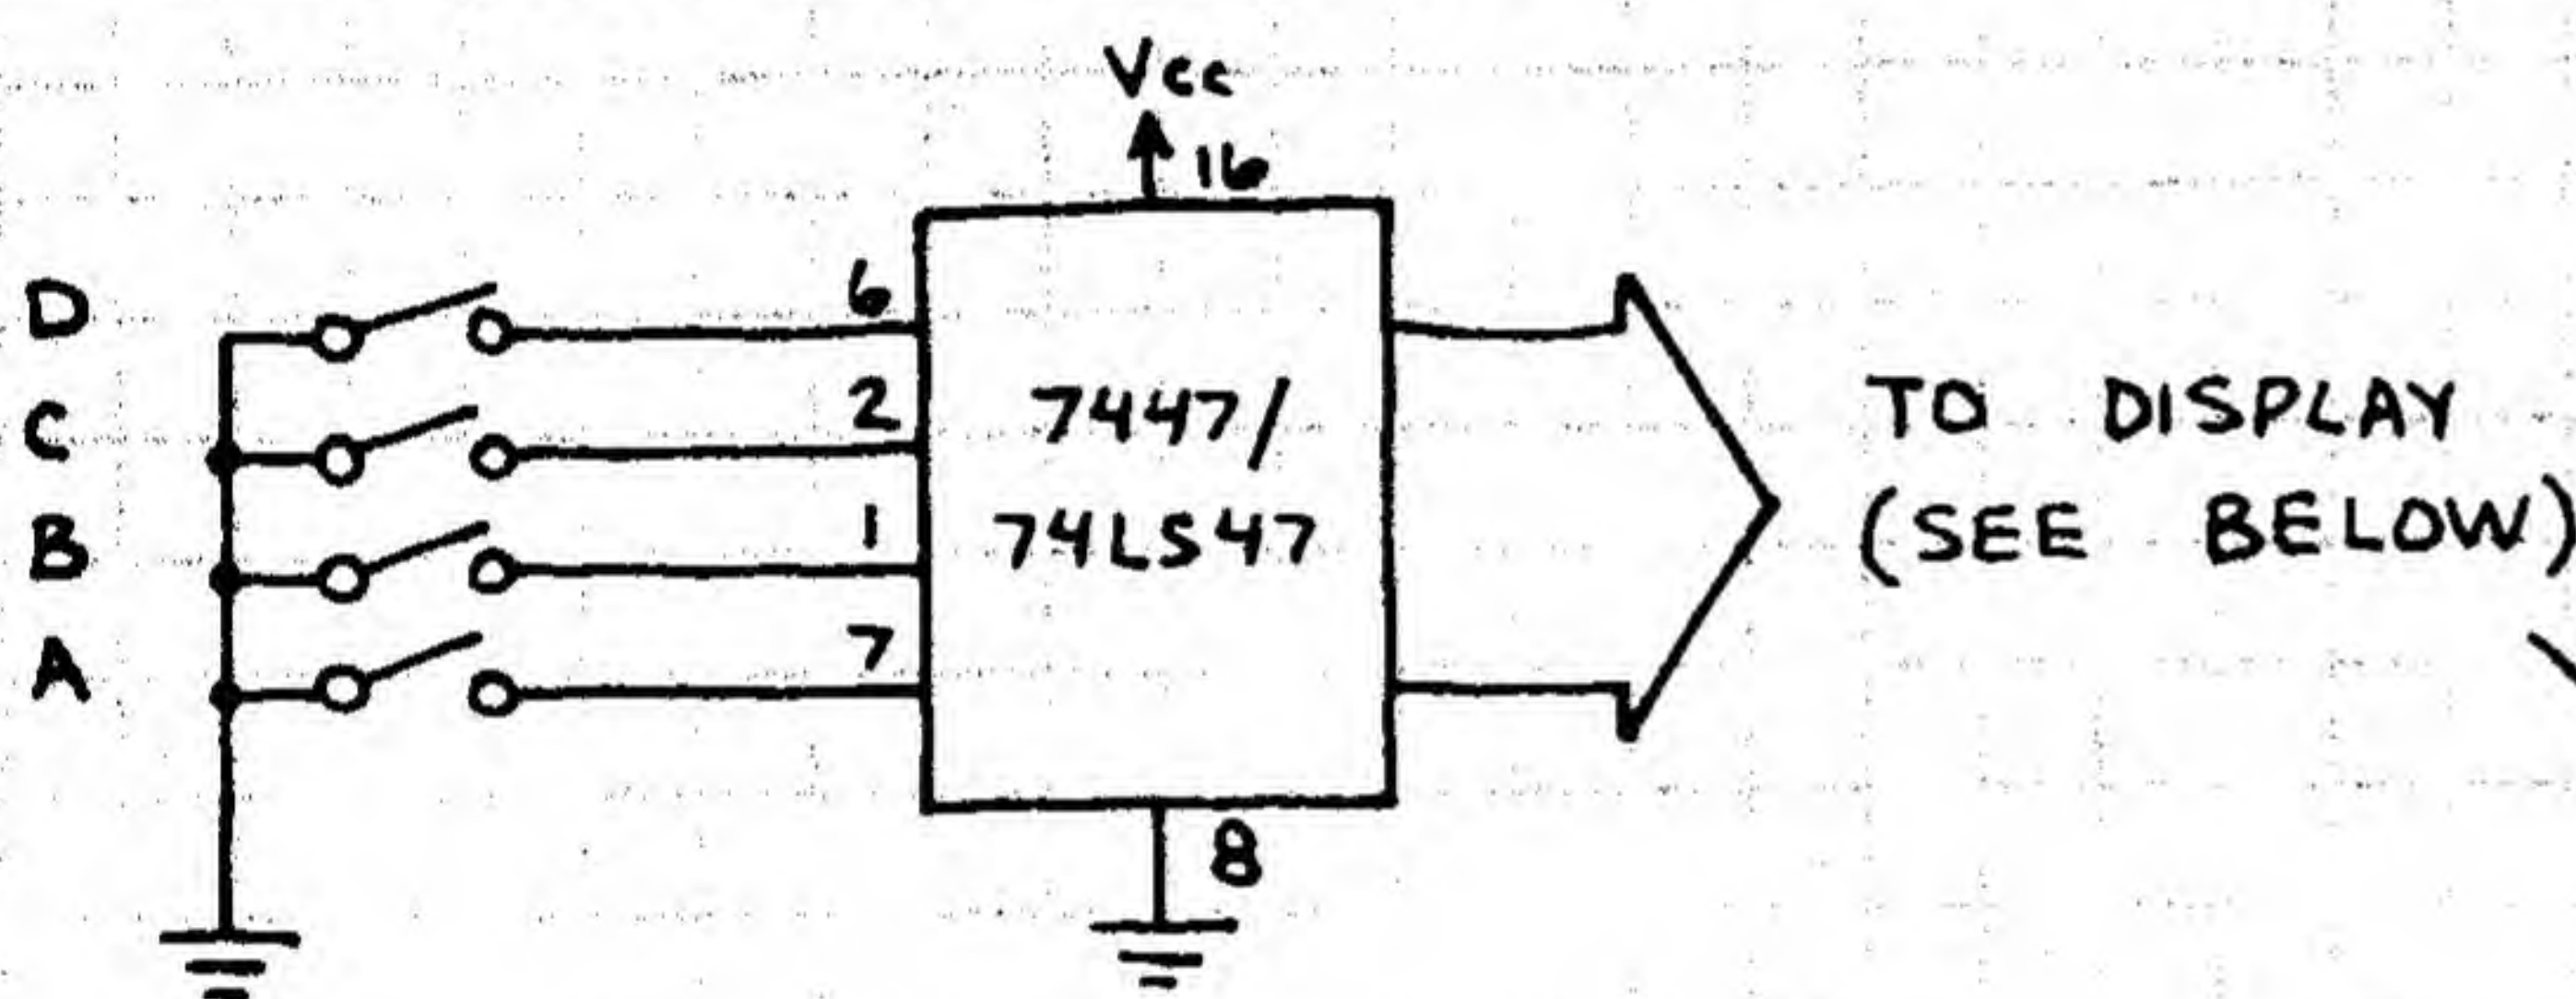 Vcc
16
D
6
C
2
7447/
TO DISPLAY
B
1
74LS47
(SEE BELOW)
A
7
8